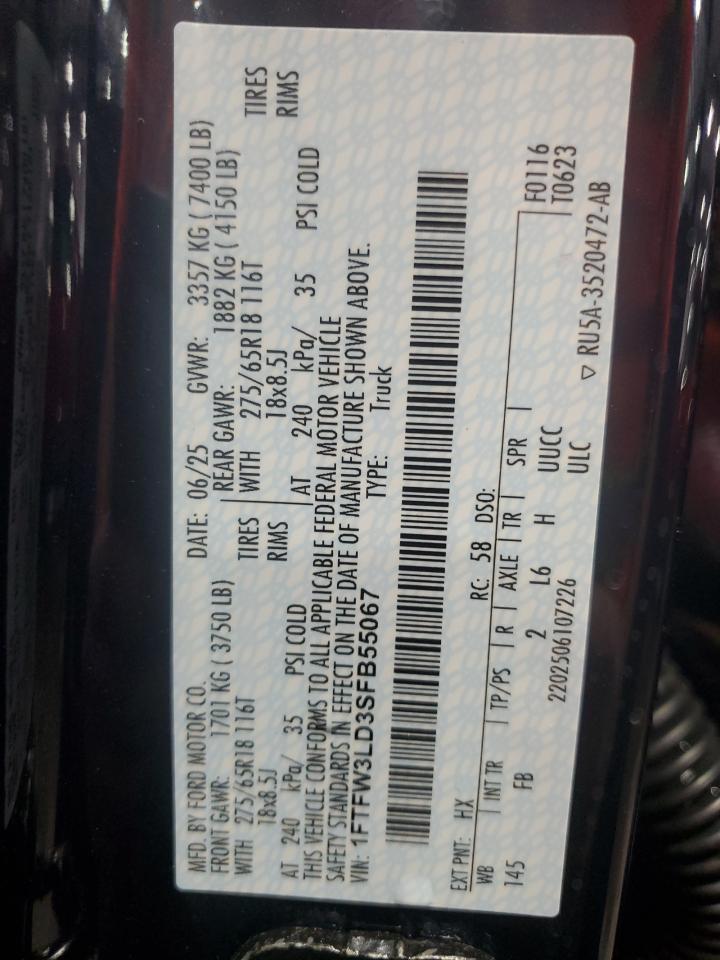 MFD. BY FORD MOTOR CO. DATE: 06/25 GVWR: 3357 KG ( 7400 LB)
FRONT GAWR: 1701 KG ( 3750 LB) REAR GAWR: 1882 KG ( 4150 LB)
WITH 275/65R18 116T TIRES WITH 275/65R18 116T TIRES
18x8.5J RIMS 18x8.5J RIMS
AT 240 kPa/ 35 PSI COLD AT 240 kPa/ 35 PSI COLD
THIS VEHICLE CONFORMS TO ALL APPLICABLE FEDERAL MOTOR VEHICLE
SAFETY STANDARDS IN EFFECT ON THE DATE OF MANUFACTURE SHOWN ABOVE.
VIN: 1FTFW3LD3SFB55067 TYPE: Truck
EXT PNT: HX RC: 58 DSO:
WB INT TR TP/PS R AXLE TR SPR F0116
145 FB 2 L6 H UUCC T0623
2202506107226 ULC ▽ RU5A-3520472-AB